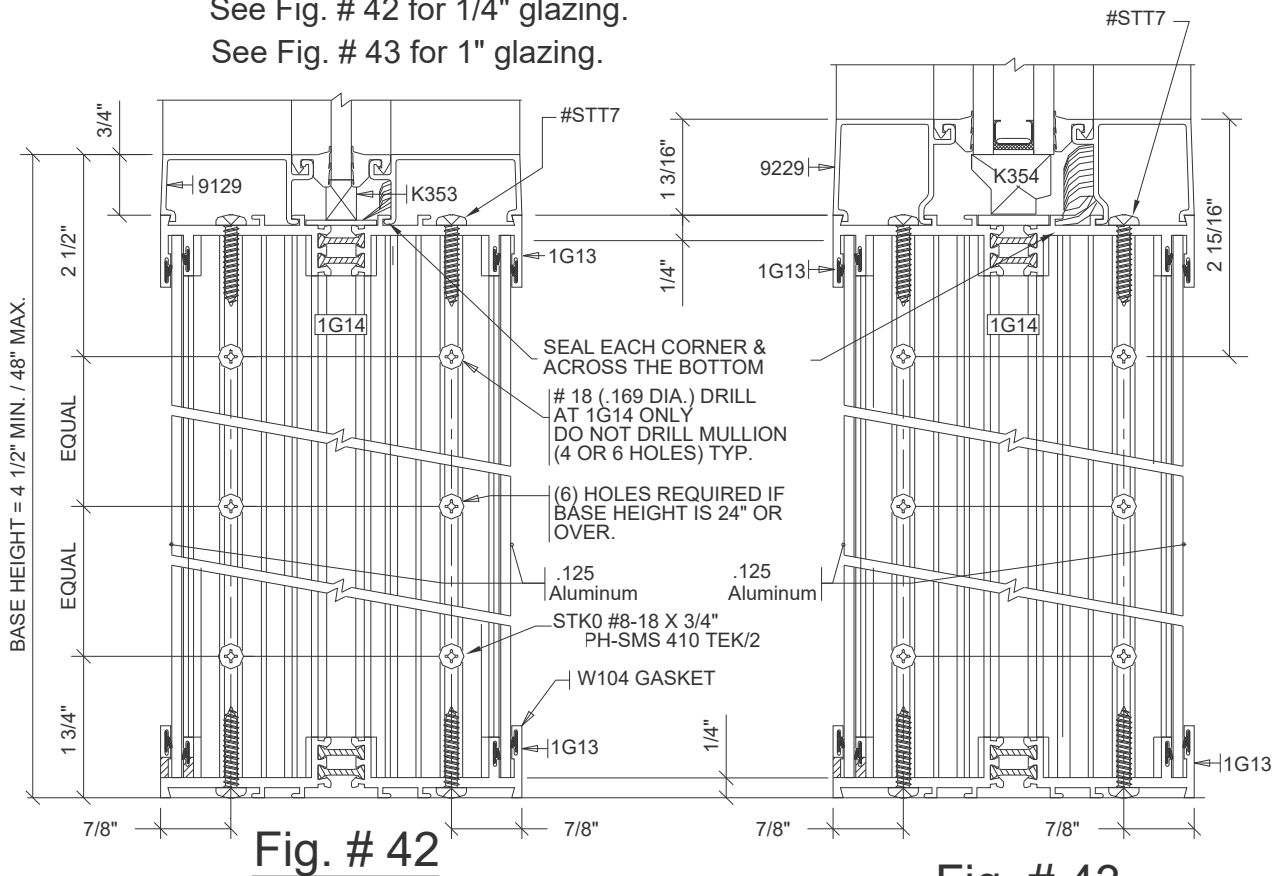 See Fig. # 42 for 1/4" glazing.
See Fig. # 43 for 1" glazing.
#STT7
3/4"
9129
K353
#STT7
2 1/2"
1G13
1G14
BASE HEIGHT = 4 1/2" MIN. / 48" MAX.
EQUAL
EQUAL
1 3/4"
SEAL EACH CORNER &
ACROSS THE BOTTOM
# 18 (.169 DIA.) DRILL
AT 1G14 ONLY
DO NOT DRILL MULLION
(4 OR 6 HOLES) TYP.
(6) HOLES REQUIRED IF
BASE HEIGHT IS 24" OR
OVER.
.125
Aluminum
STK0 #8-18 X 3/4"
PH-SMS 410 TEK/2
W104 GASKET
1G13
7/8"
7/8"
Fig. # 42
1 3/16"
9229
K354
2 15/16"
1/4"
1G13
1G14
.125
Aluminum
1/4"
1G13
7/8"
7/8"